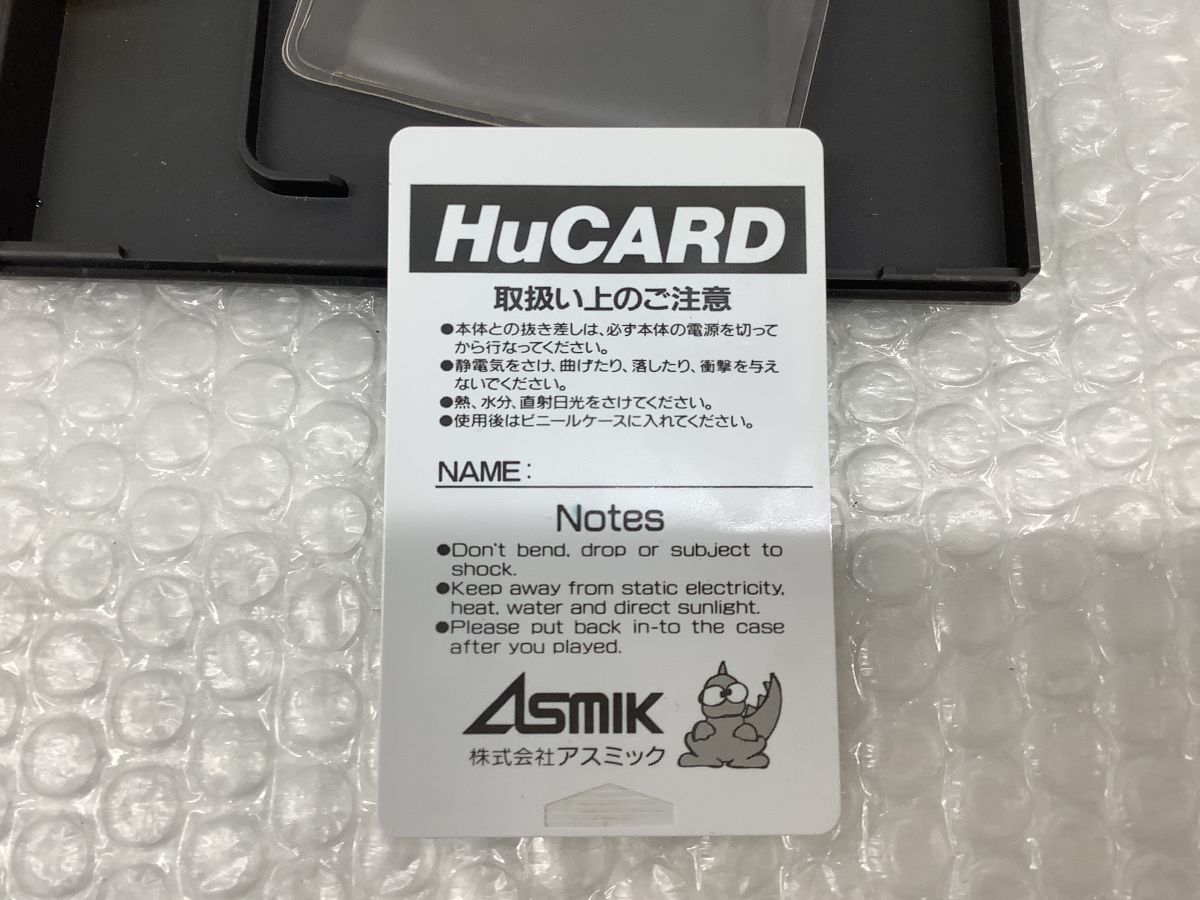 HuCARD
取扱い上のご注意
●本体との抜き差しは、必ず本体の電源を切って
から行なってください。
●静電気をさけ、曲げたり、落したり、衝撃を与え
ないでください。
●熱、水分、直射日光をさけてください。
●使用後はビニールケースに入れてください。
NAME:
Notes
●Don't bend, drop or subject to
shock.
●Keep away from static electricity,
heat, water and direct sunlight.
●Please put back in-to the case
after you played.
ASMIK
株式会社アスミック